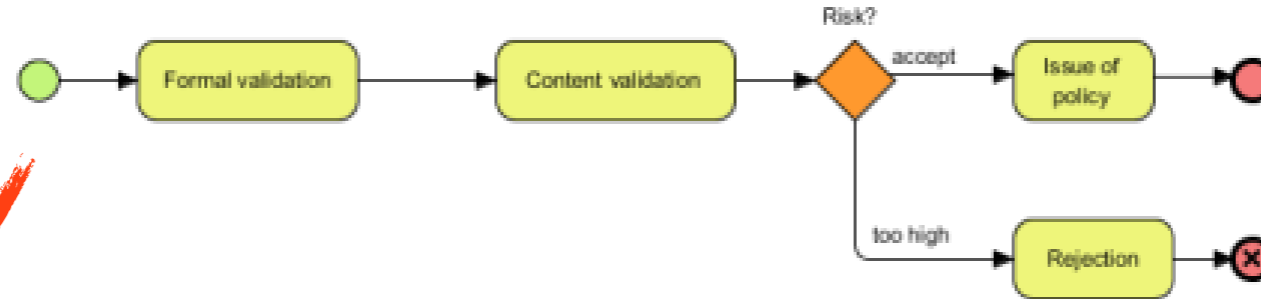 Risk?
Formal validation
Content validation
accept
Issue of
policy
too high
Rejection